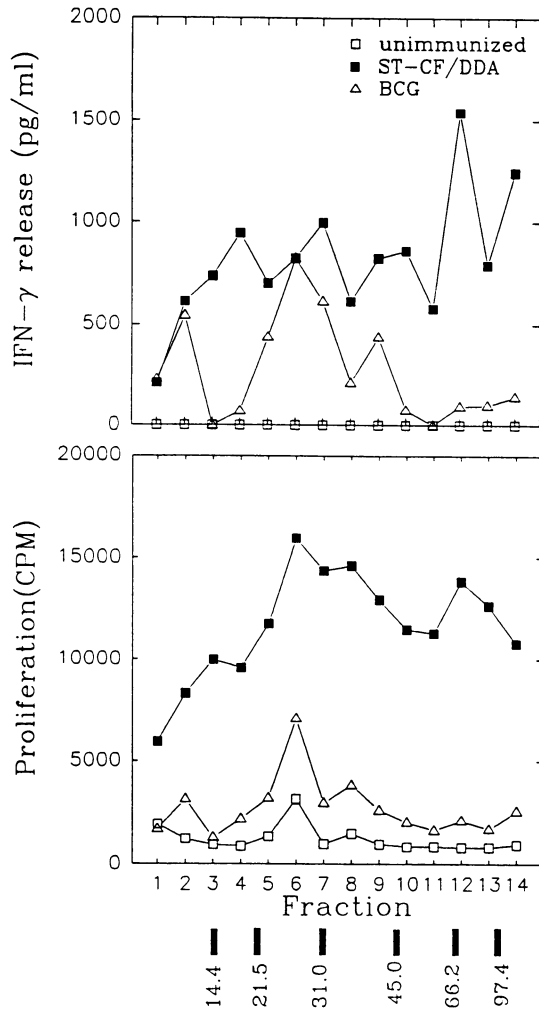 2000
1500
1000
500
0
IFN-γ release (pg/ml)
unimmunized
ST-CF/DDA
BCG
20000
15000
10000
5000
0
Proliferation(CPM)
1 2 3 4 5 6 7 8 9 10 11 12 13 14
Fraction
14.4
21.5
31.0
45.0
66.2
97.4